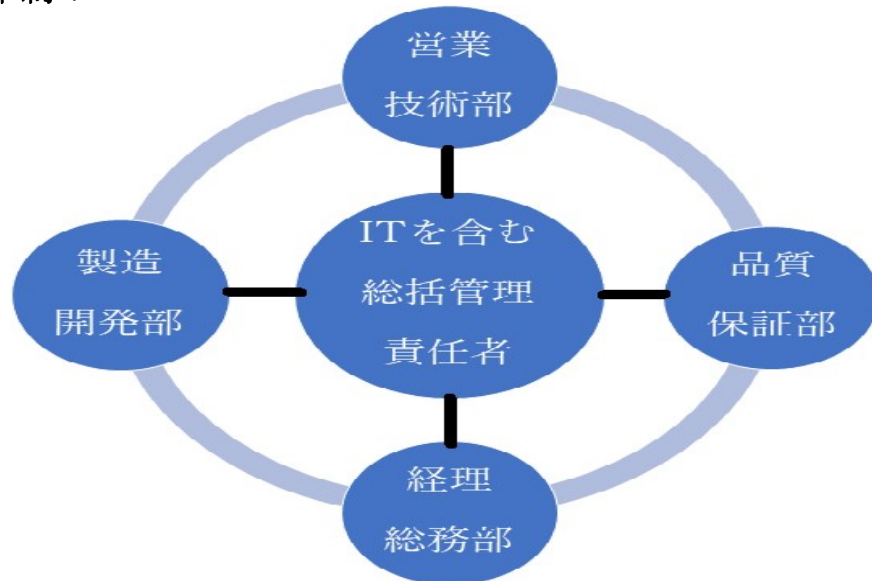 営業
技術部
ITを含む
総括管理
責任者
製造
開発部
品質
保証部
経理
総務部